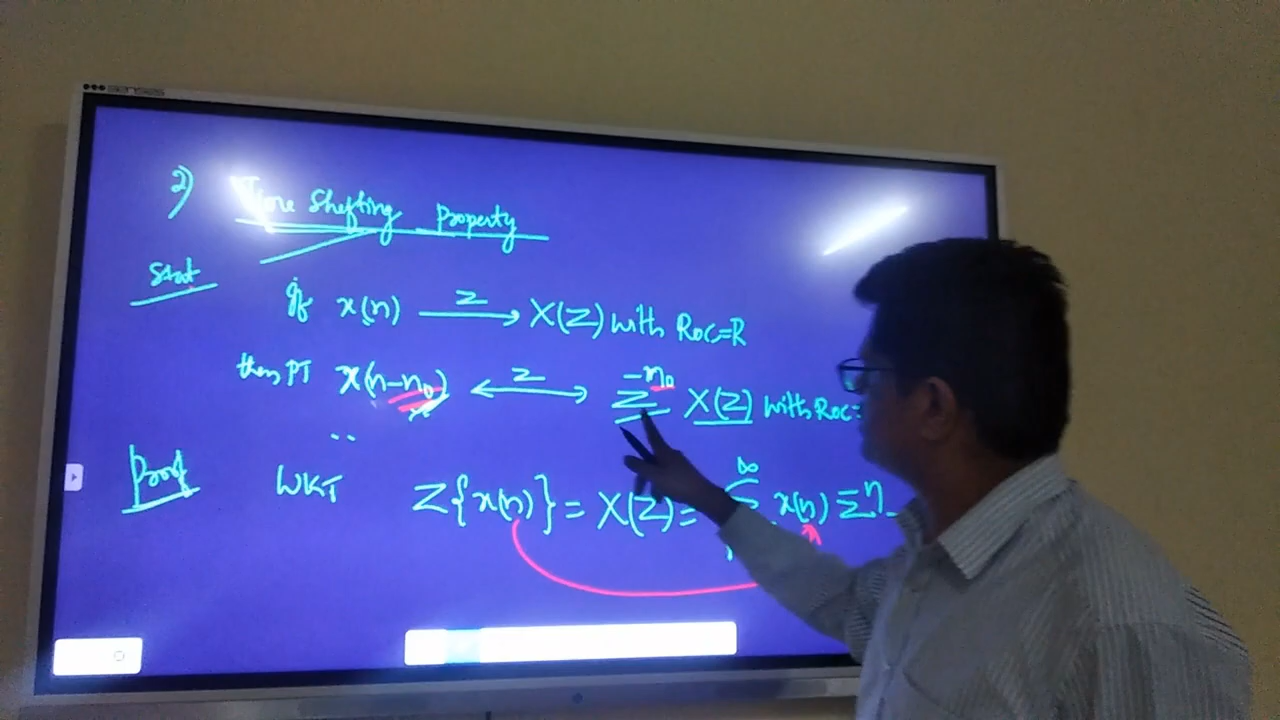 2) Time Shifting Property
Stat
if x(n) Z→ X(Z) with Roc=R
then PT x(n-n₀) ←Z→ Z^-n₀ X(Z) with Roc=
Proof WKT Z{x(n)} = X(Z) = ∞ x(n) Z^-n